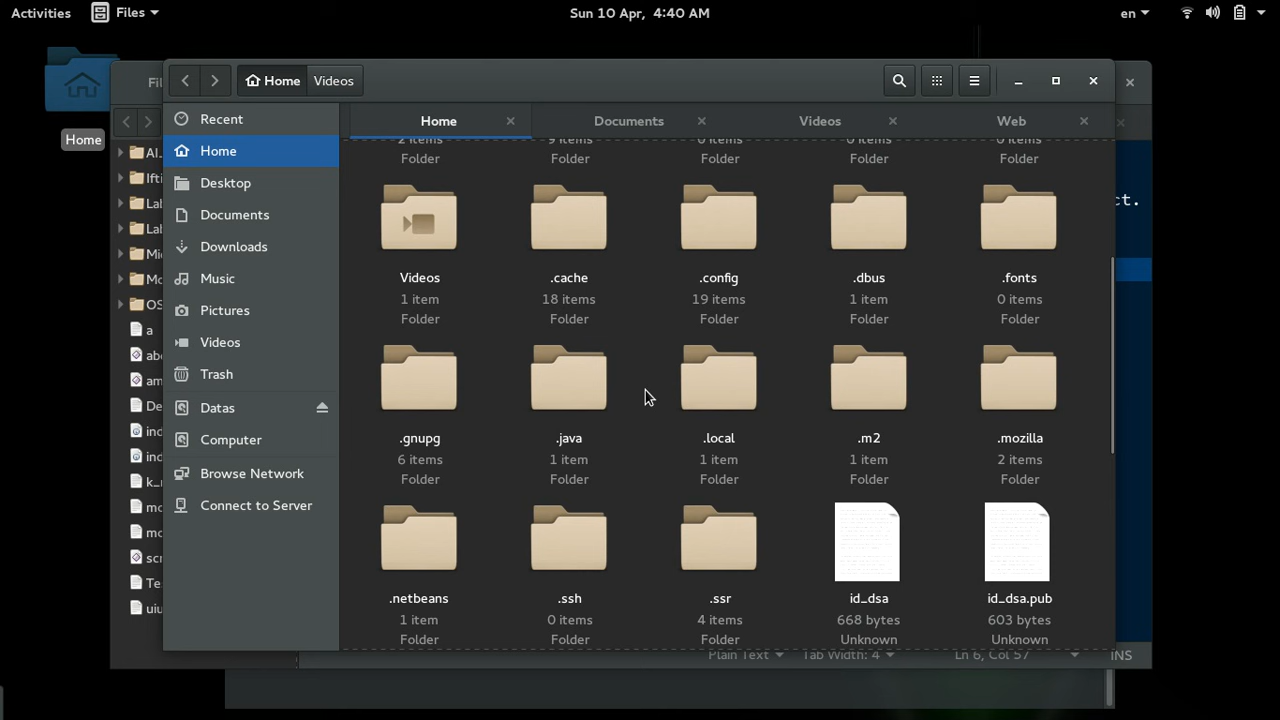 Activities Files Sun 10 Apr, 4:40 AM en
Home
Home Videos
Recent
Home
Desktop
Documents
Downloads
Music
Pictures
Videos
Trash
Datas
Computer
Browse Network
Connect to Server
Home Documents Videos Web
2 items 9 items 0 items 0 items 0 items
Folder Folder Folder Folder Folder
Videos .cache .config .dbus .fonts
1 item 18 items 19 items 1 item 0 items
Folder Folder Folder Folder Folder
.gnupg .java .local .m2 .mozilla
6 items 1 item 1 item 1 item 2 items
Folder Folder Folder Folder Folder
.netbeans .ssh .ssr id_dsa id_dsa.pub
1 item 0 items 4 items 668 bytes 603 bytes
Folder Folder Folder Unknown Unknown
a
ct.
Plain Text Tab Width: 4 Ln 6, Col 57 INS